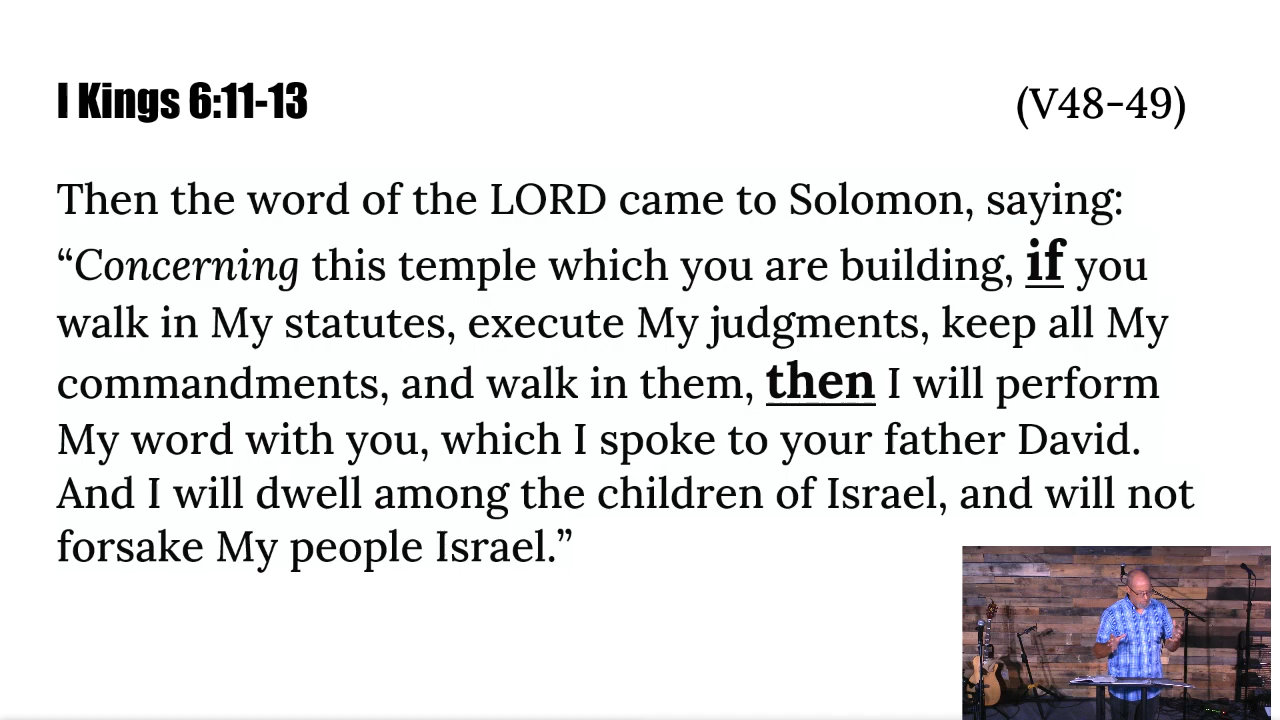 I Kings 6:11-13 (V48-49)
Then the word of the LORD came to Solomon, saying:
“Concerning this temple which you are building, if you
walk in My statutes, execute My judgments, keep all My
commandments, and walk in them, then I will perform
My word with you, which I spoke to your father David.
And I will dwell among the children of Israel, and will not
forsake My people Israel.”